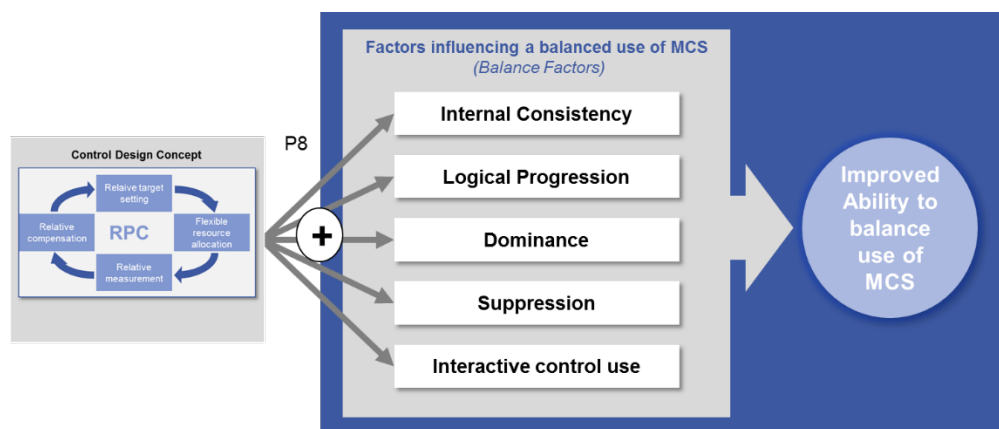 Control Design Concept
Relaive target
setting
Relative
compensation
RPC
Flexible
resource
allocation
Relative
measurement
P8
+
Factors influencing a balanced use of MCS
(Balance Factors)
Internal Consistency
Logical Progression
Dominance
Suppression
Interactive control use
Improved
Ability to
balance
use of
MCS